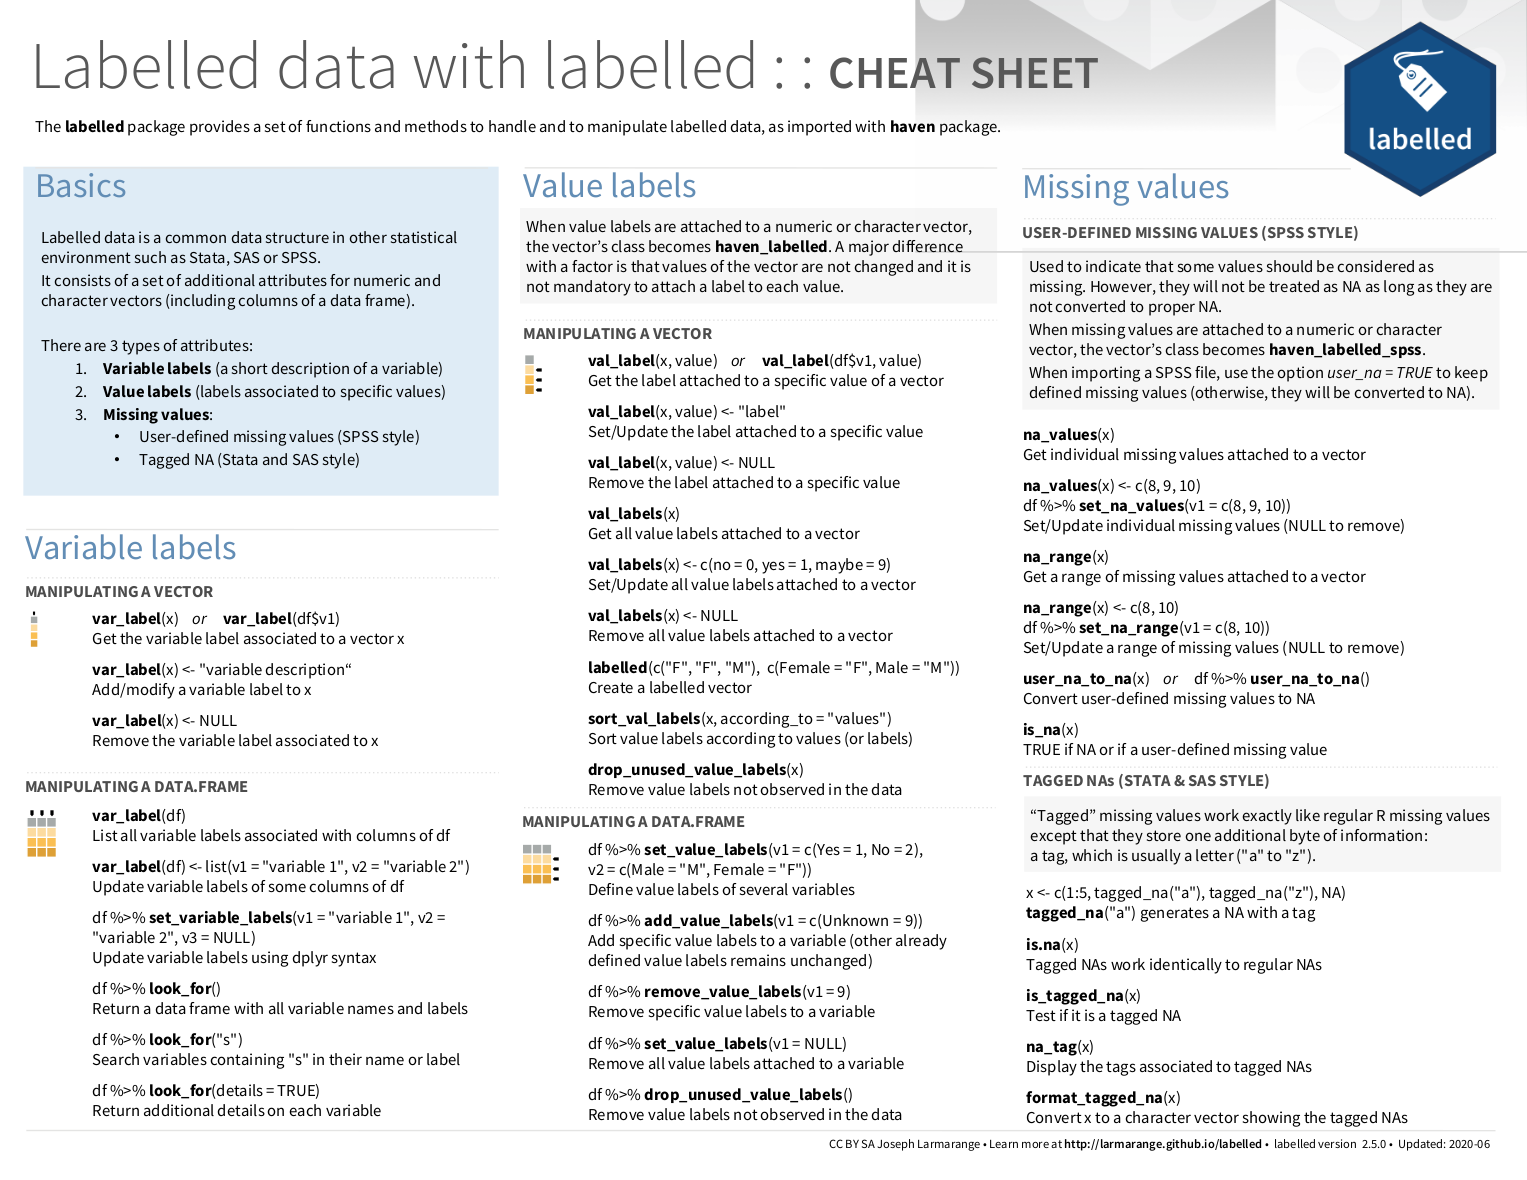 Labelled data with labelled : : CHEAT SHEET
The labelled package provides a set of functions and methods to handle and to manipulate labelled data, as imported with haven package.
labelled
Basics
Labelled data is a common data structure in other statistical
environment such as Stata, SAS or SPSS.
It consists of a set of additional attributes for numeric and
character vectors (including columns of a data frame).
There are 3 types of attributes:
1. Variable labels (a short description of a variable)
2. Value labels (labels associated to specific values)
3. Missing values:
• User-defined missing values (SPSS style)
• Tagged NA (Stata and SAS style)
Variable labels
MANIPULATING A VECTOR
var_label(x) or var_label(df$v1)
Get the variable label associated to a vector x
var_label(x) <- "variable description“
Add/modify a variable label to x
var_label(x) <- NULL
Remove the variable label associated to x
MANIPULATING A DATA.FRAME
var_label(df)
List all variable labels associated with columns of df
var_label(df) <- list(v1 = "variable 1", v2 = "variable 2")
Update variable labels of some columns of df
df %>% set_variable_labels(v1 = "variable 1", v2 =
"variable 2", v3 = NULL)
Update variable labels using dplyr syntax
df %>% look_for()
Return a data frame with all variable names and labels
df %>% look_for("s")
Search variables containing "s" in their name or label
df %>% look_for(details = TRUE)
Return additional details on each variable
Value labels
When value labels are attached to a numeric or character vector,
the vector’s class becomes haven_labelled. A major difference
with a factor is that values of the vector are not changed and it is
not mandatory to attach a label to each value.
MANIPULATING A VECTOR
val_label(x, value) or val_label(df$v1, value)
Get the label attached to a specific value of a vector
val_label(x, value) <- "label"
Set/Update the label attached to a specific value
val_label(x, value) <- NULL
Remove the label attached to a specific value
val_labels(x)
Get all value labels attached to a vector
val_labels(x) <- c(no = 0, yes = 1, maybe = 9)
Set/Update all value labels attached to a vector
val_labels(x) <- NULL
Remove all value labels attached to a vector
labelled(c("F", "F", "M"), c(Female = "F", Male = "M"))
Create a labelled vector
sort_val_labels(x, according_to = "values")
Sort value labels according to values (or labels)
drop_unused_value_labels(x)
Remove value labels not observed in the data
MANIPULATING A DATA.FRAME
df %>% set_value_labels(v1 = c(Yes = 1, No = 2),
v2 = c(Male = "M", Female = "F"))
Define value labels of several variables
df %>% add_value_labels(v1 = c(Unknown = 9))
Add specific value labels to a variable (other already
defined value labels remains unchanged)
df %>% remove_value_labels(v1 = 9)
Remove specific value labels to a variable
df %>% set_value_labels(v1 = NULL)
Remove all value labels attached to a variable
df %>% drop_unused_value_labels()
Remove value labels not observed in the data
Missing values
USER-DEFINED MISSING VALUES (SPSS STYLE)
Used to indicate that some values should be considered as
missing. However, they will not be treated as NA as long as they are
not converted to proper NA.
When missing values are attached to a numeric or character
vector, the vector’s class becomes haven_labelled_spss.
When importing a SPSS file, use the option user_na = TRUE to keep
defined missing values (otherwise, they will be converted to NA).
na_values(x)
Get individual missing values attached to a vector
na_values(x) <- c(8, 9, 10)
df %>% set_na_values(v1 = c(8, 9, 10))
Set/Update individual missing values (NULL to remove)
na_range(x)
Get a range of missing values attached to a vector
na_range(x) <- c(8, 10)
df %>% set_na_range(v1 = c(8, 10))
Set/Update a range of missing values (NULL to remove)
user_na_to_na(x) or df %>% user_na_to_na()
Convert user-defined missing values to NA
is_na(x)
TRUE if NA or if a user-defined missing value
TAGGED NAs (STATA & SAS STYLE)
“Tagged” missing values work exactly like regular R missing values
except that they store one additional byte of information:
a tag, which is usually a letter ("a" to "z").
x <- c(1:5, tagged_na("a"), tagged_na("z"), NA)
tagged_na("a") generates a NA with a tag
is.na(x)
Tagged NAs work identically to regular NAs
is_tagged_na(x)
Test if it is a tagged NA
na_tag(x)
Display the tags associated to tagged NAs
format_tagged_na(x)
Convert x to a character vector showing the tagged NAs
CC BY SA Joseph Larmarange • Learn more at http://larmarange.github.io/labelled • labelled version 2.5.0 • Updated: 2020-06